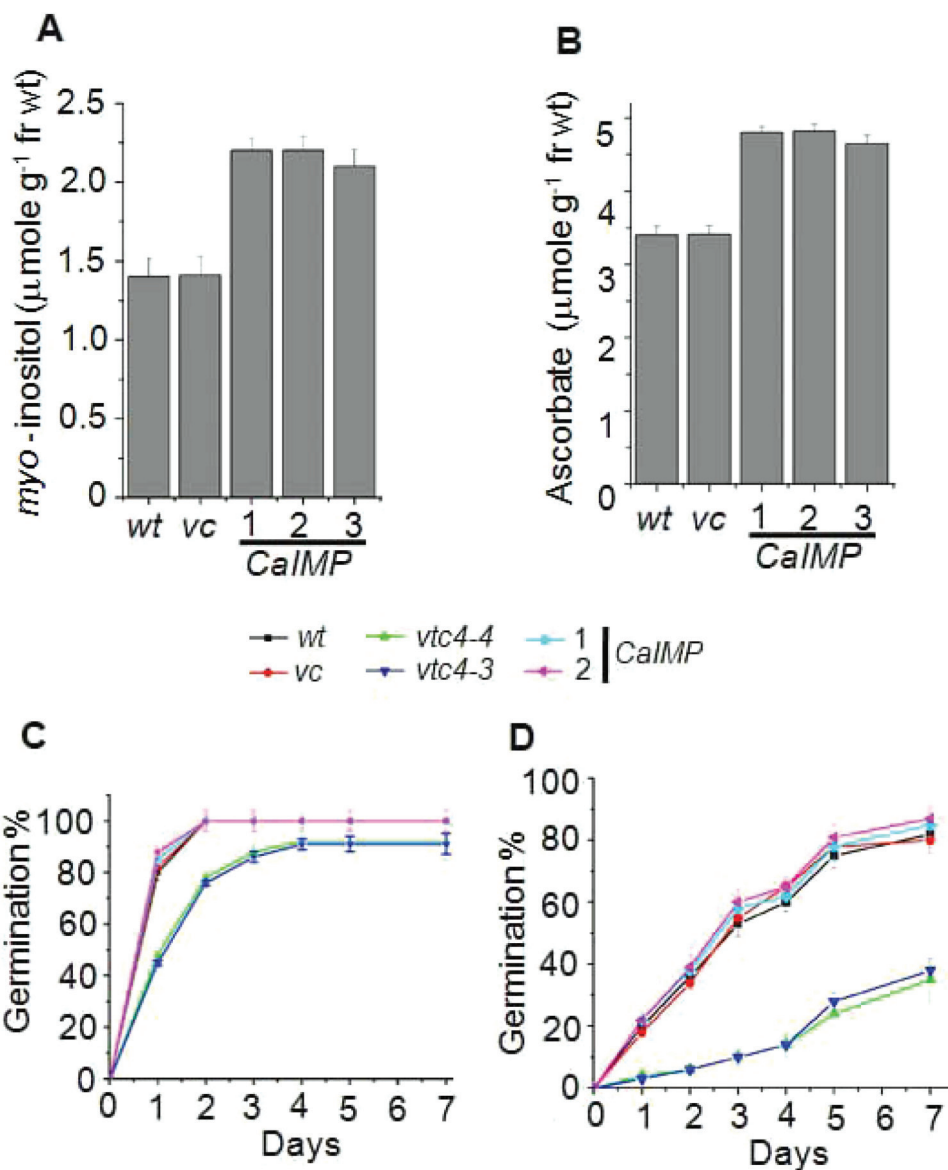 A
myo-inositol (μmole g⁻¹ fr wt)
2.5
2.0
1.5
1.0
0.5
0
wt vc 1 2 3
CaIMP
B
Ascorbate (μmole g⁻¹ fr wt)
5
4
3
2
1
0
wt vc 1 2 3
CaIMP
wt vtc4-4 1
vc vtc4-3 2
CaIMP
C
Germination %
100
80
60
40
20
0
0 1 2 3 4 5 6 7
Days
D
Germination %
100
80
60
40
20
0
0 1 2 3 4 5 6 7
Days